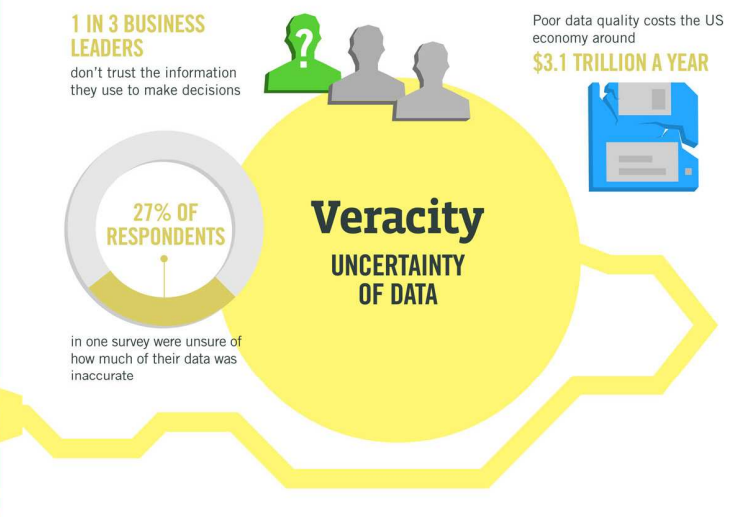 1 IN 3 BUSINESS
LEADERS
don't trust the information
they use to make decisions
?
Poor data quality costs the US
economy around
$3.1 TRILLION A YEAR
27% OF
RESPONDENTS
in one survey were unsure of
how much of their data was
inaccurate
Veracity
UNCERTAINTY
OF DATA